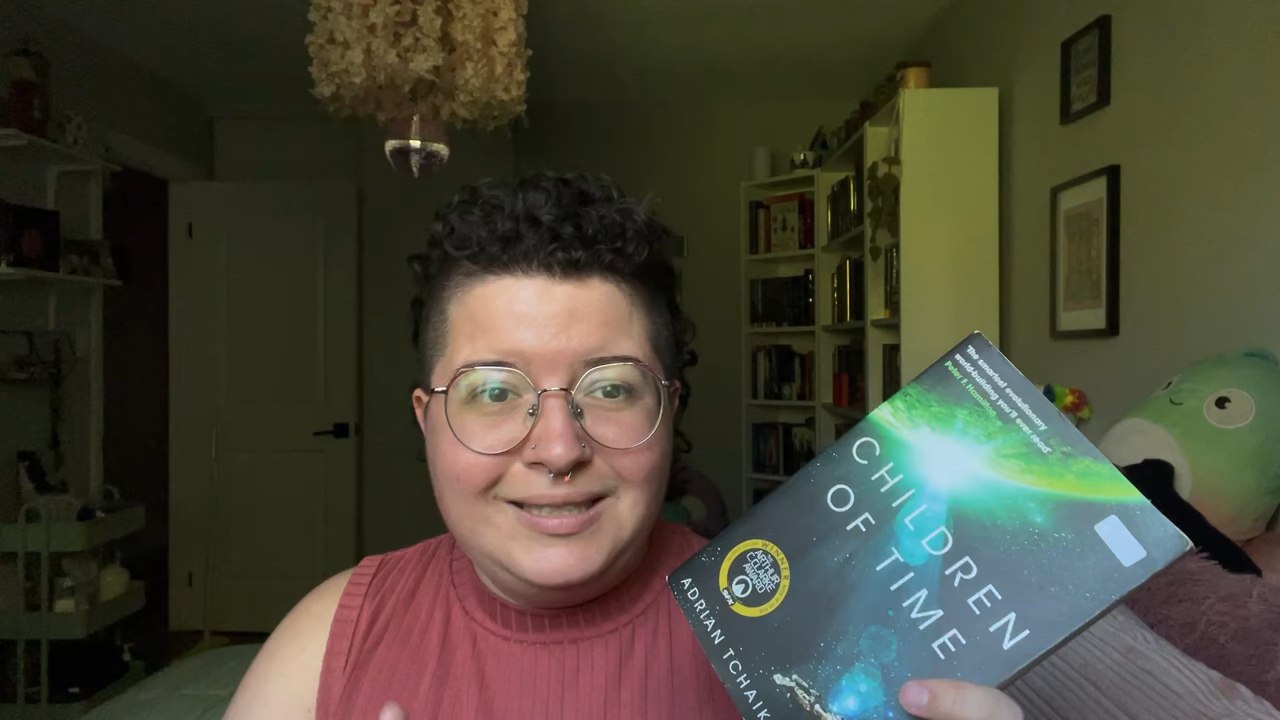 The smartest evolutionary
world-building you'll ever read
Peter F. Hamilton
CHILDREN
OF TIME
WINNER
THE
ARTHUR
C. CLARKE
AWARD
ADRIAN TCHAIK